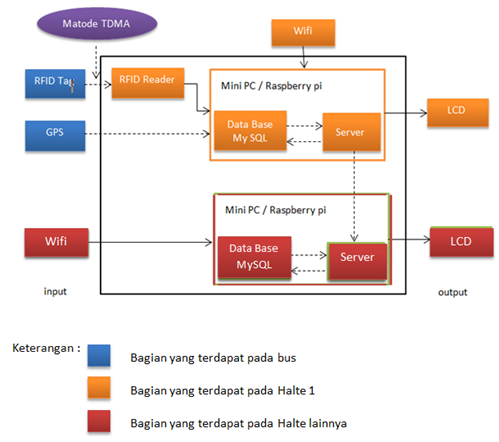 Matode TDMA
Wifi
RFID Tag
RFID Reader
Mini PC / Raspberry pi
LCD
GPS
Data Base
My SQL
Server
Mini PC / Raspberry pi
Wifi
Data Base
MySQL
Server
LCD
input
output
Keterangan :
Bagian yang terdapat pada bus
Bagian yang terdapat pada Halte 1
Bagian yang terdapat pada Halte lainnya